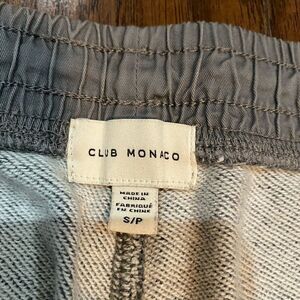 CLUB MONACO
MADE IN
CHINA
FABRIQUÉ
EN CHINE
S/P